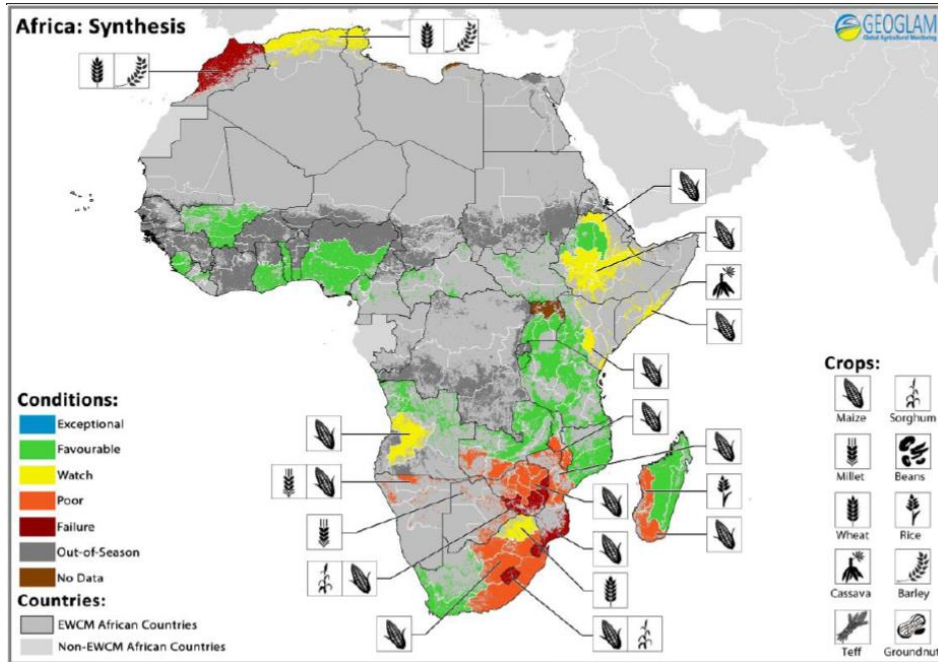 Africa: Synthesis
GEOGLAM
Global Agricultural Monitoring
Conditions:
Exceptional
Favourable
Watch
Poor
Failure
Out-of-Season
No Data
Countries:
EWCM African Countries
Non-EWCM African Countries
Crops:
Maize Sorghum
Millet Beans
Wheat Rice
Cassava Barley
Teff Groundnut